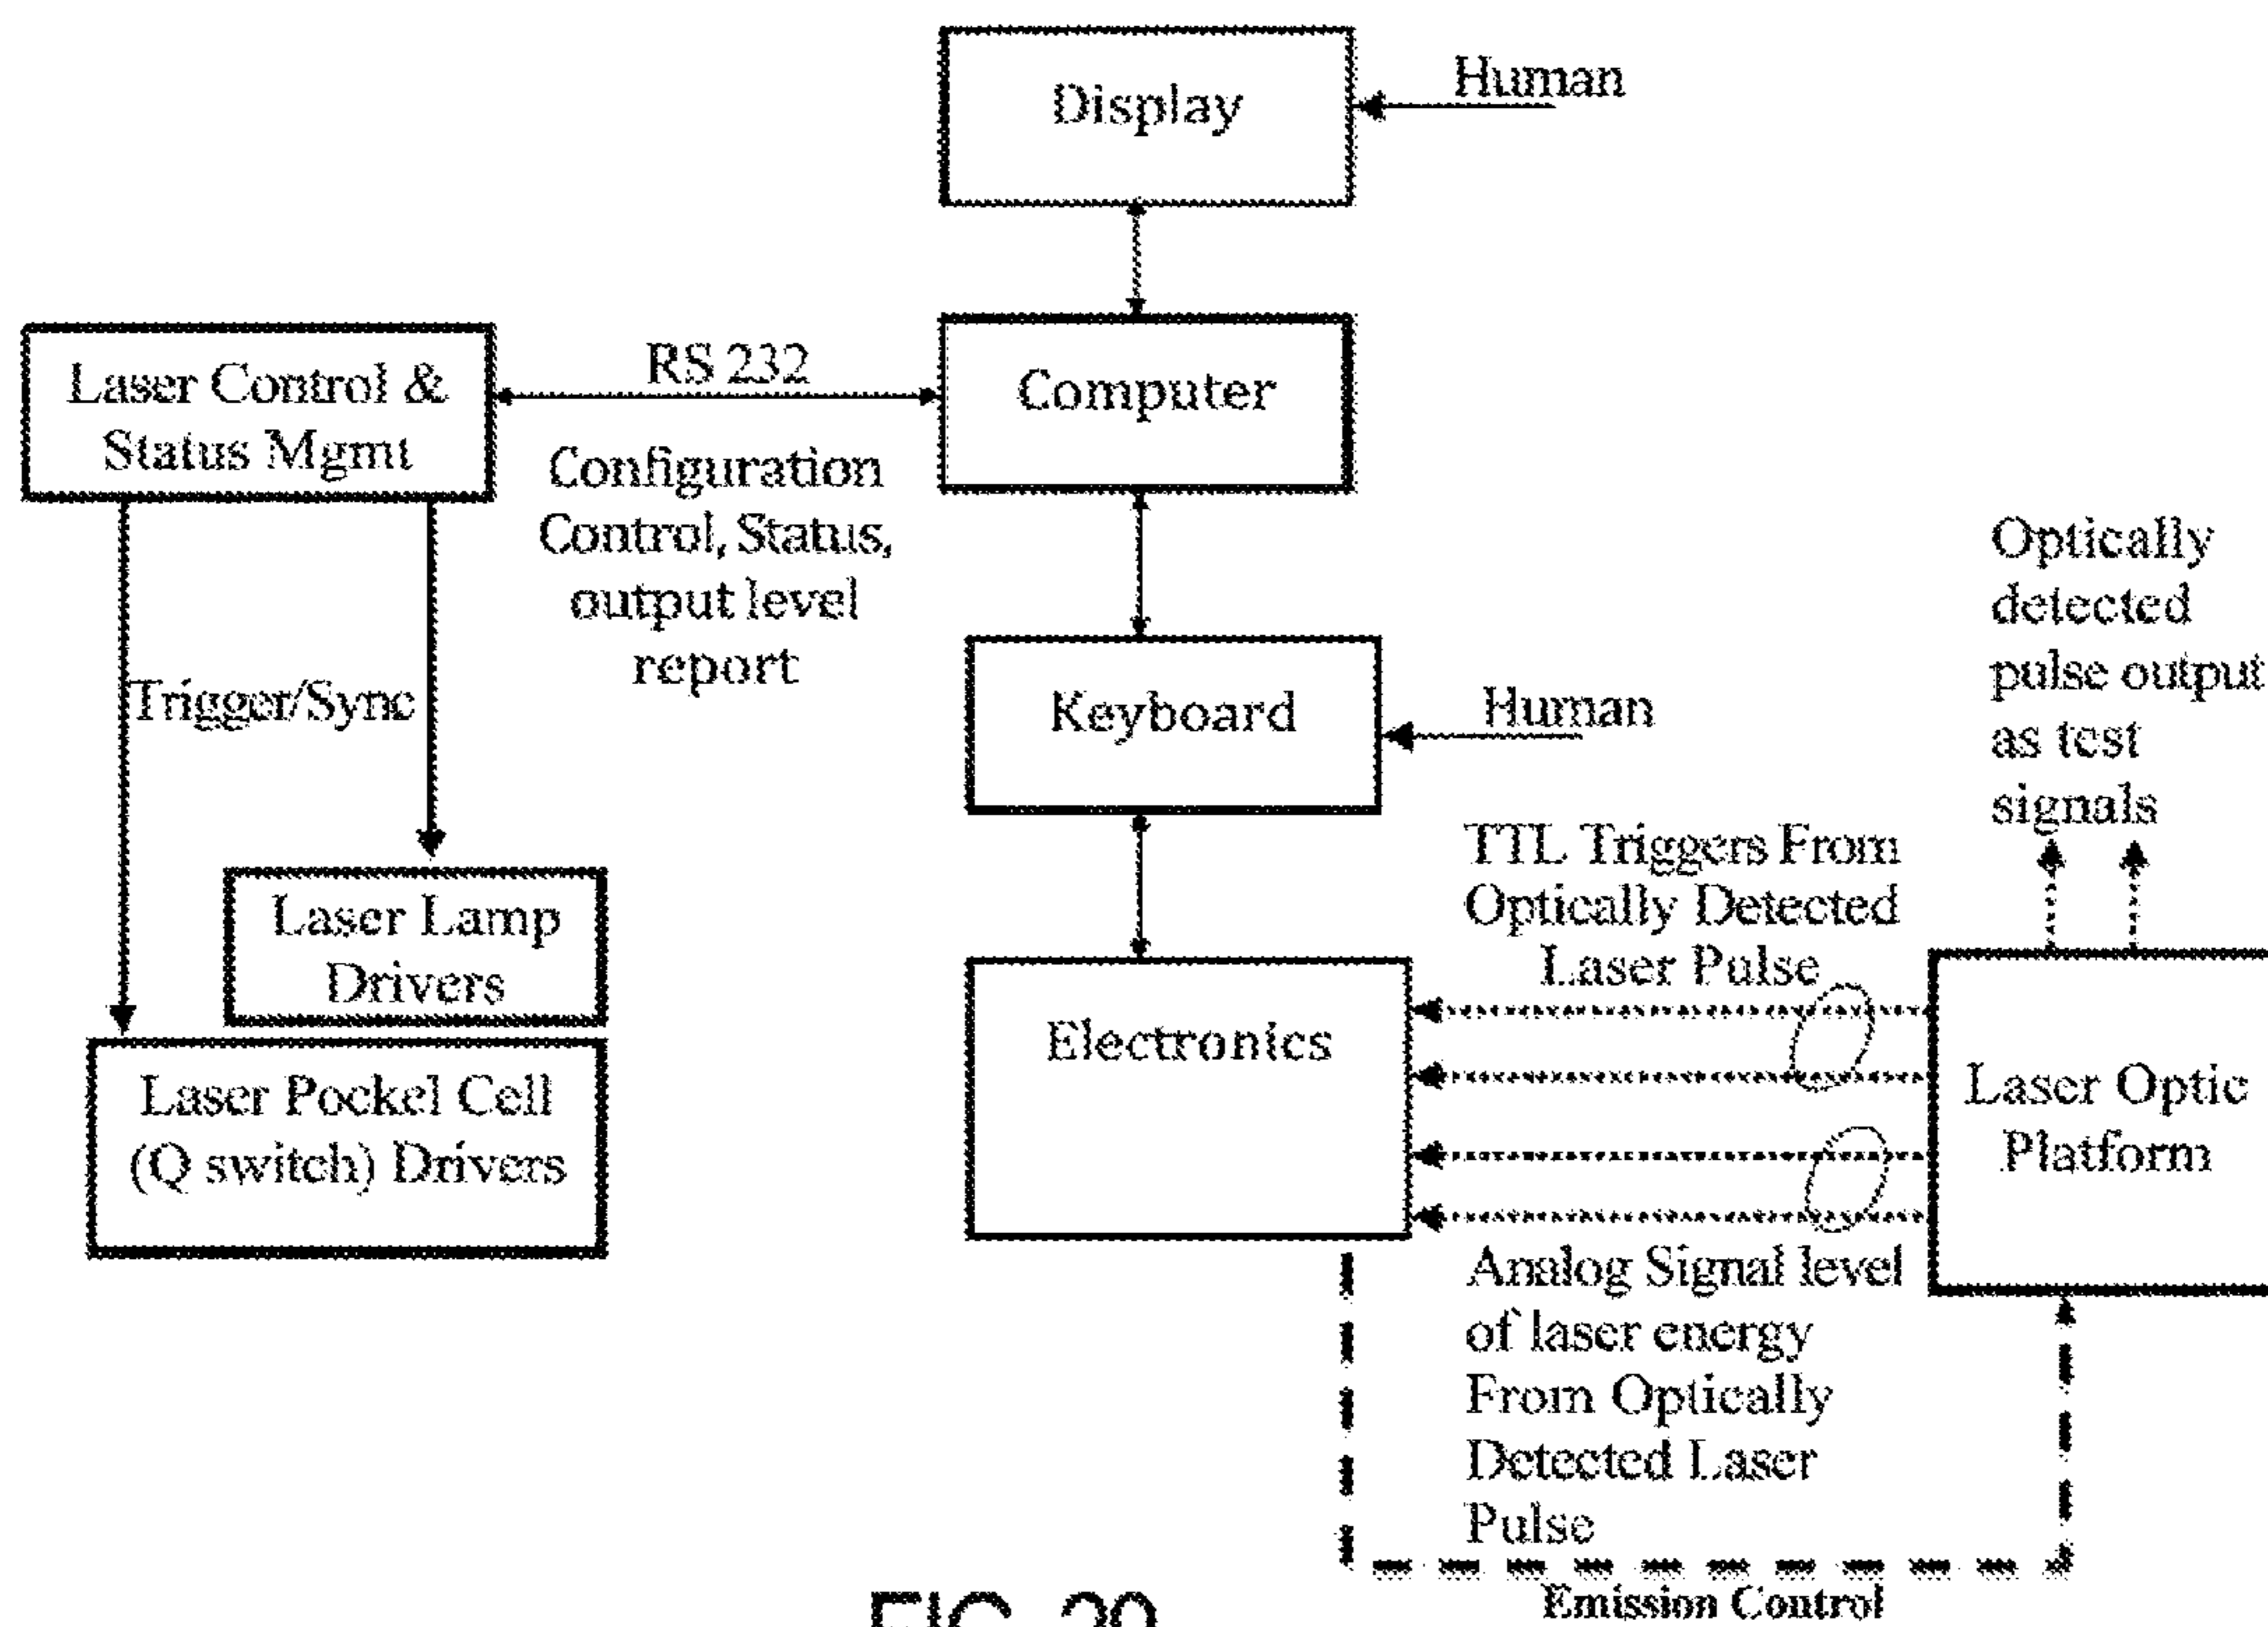 Display
Human
Laser Control &
Status Mgmt
RS 232
Computer
Configuration
Control, Status,
output level
report
Trigger/Sync
Keyboard
Human
Optically
detected
pulse output
as test
signals
Laser Lamp
Drivers
TTL Triggers From
Optically Detected
Laser Pulse
Laser Pockel Cell
(Q switch) Drivers
Electronics
Laser Optic
Platform
Analog Signal level
of laser energy
From Optically
Detected Laser
Pulse
Emission Control
FIG.